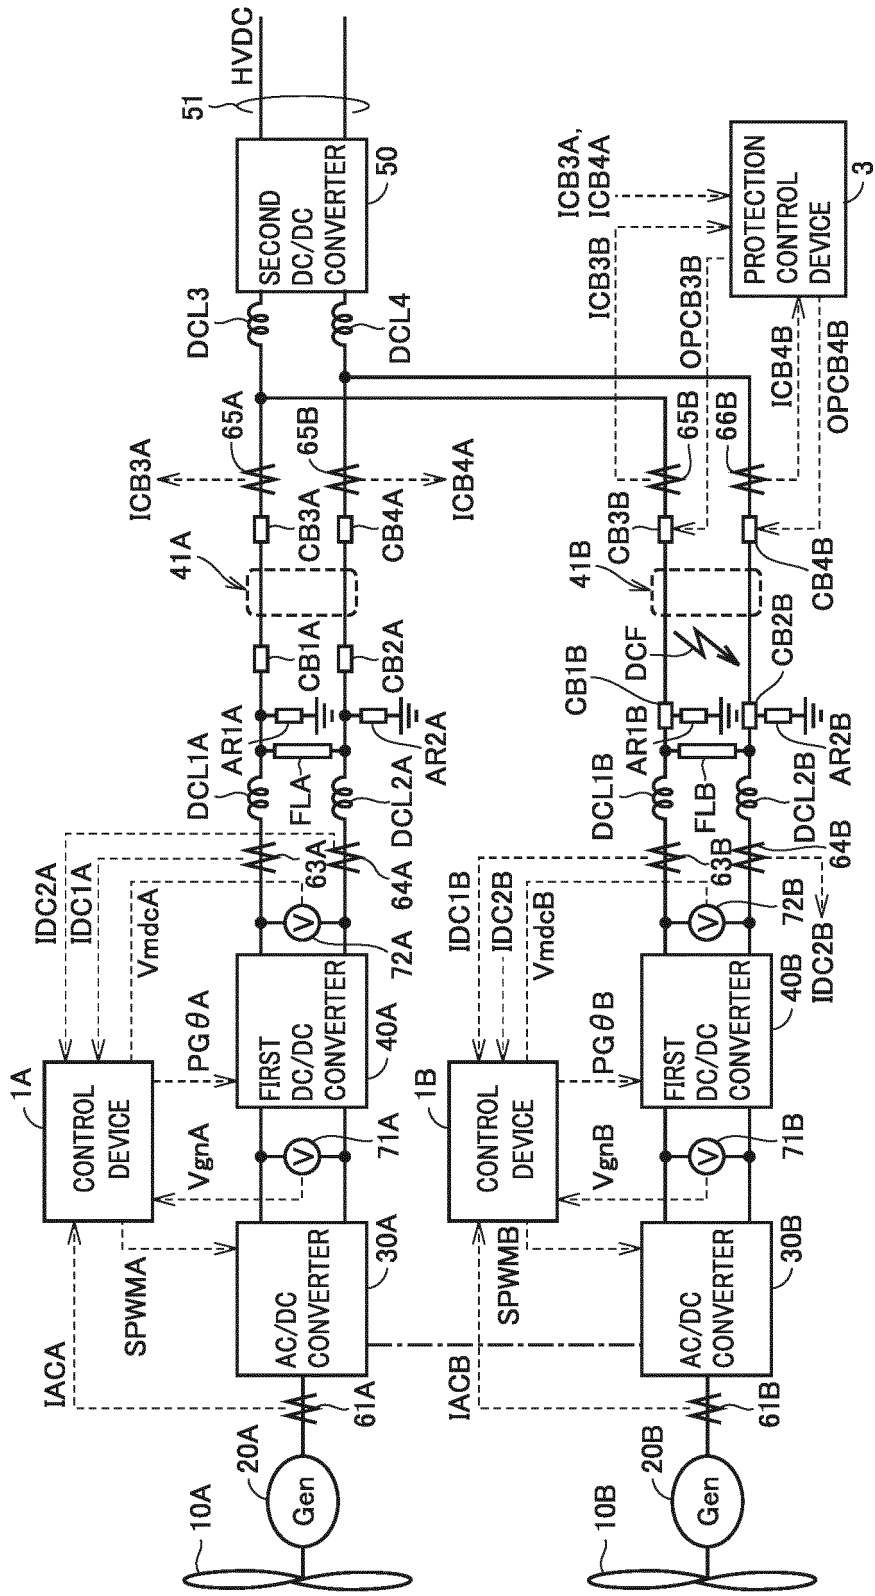 10A
20A
Gen
61A
IACA
SPWMA
AC/DC
CONVERTER
30A
1A
CONTROL
DEVICE
VgnA
V
71A
PGθA
FIRST
DC/DC
CONVERTER
40A
VmdcA
IDC2A
IDC1A
V
72A
63A
64A
DCL1A
DCL2A
FLA
AR1A
AR2A
CB1A
CB2A
41A
CB3A
CB4A
ICB3A
ICB4A
65A
65B
DCL3
DCL4
SECOND
DC/DC
CONVERTER
50
51
HVDC
10B
20B
Gen
61B
IACB
SPWMB
AC/DC
CONVERTER
30B
1B
CONTROL
DEVICE
VgnB
V
71B
PGθB
FIRST
DC/DC
CONVERTER
40B
IDC1B
IDC2B
VmdcB
V
72B
IDC2B
63B
64B
DCL1B
DCL2B
FLB
AR1B
AR2B
CB1B
CB2B
DCF
41B
CB3B
CB4B
65B
66B
ICB3B
OPCB3B
ICB4B
OPCB4B
ICB3A,
ICB4A
PROTECTION
CONTROL
DEVICE
3